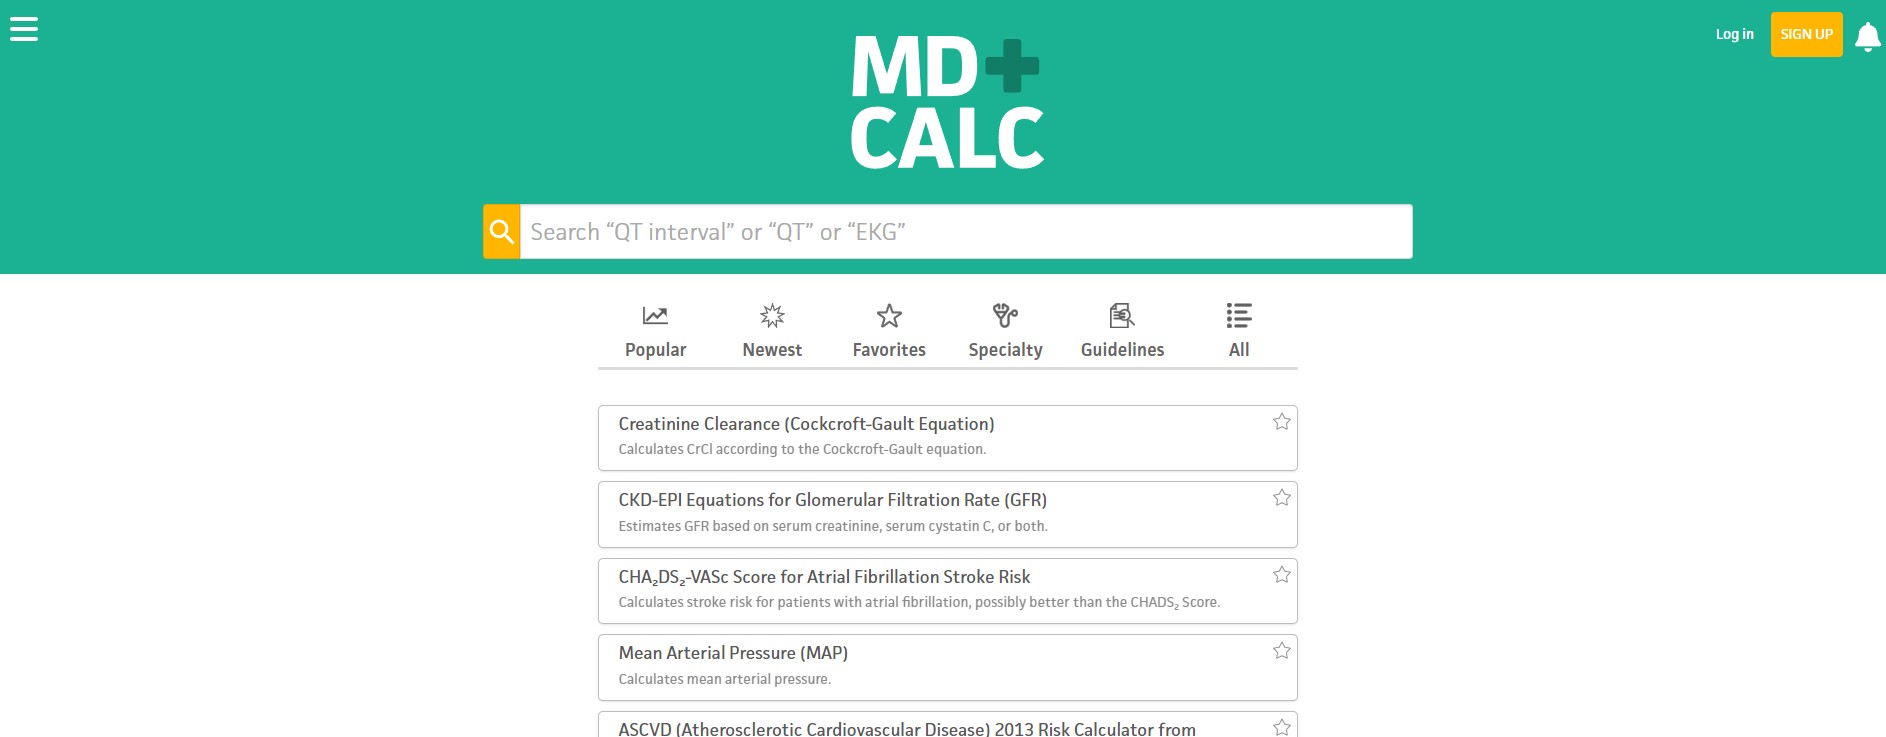 Log in
SIGN UP
MD
CALC
Search “QT interval” or “QT” or “EKG”
Popular
Newest
Favorites
Specialty
Guidelines
All
Creatinine Clearance (Cockcroft-Gault Equation)
Calculates CrCl according to the Cockcroft-Gault equation.
CKD-EPI Equations for Glomerular Filtration Rate (GFR)
Estimates GFR based on serum creatinine, serum cystatin C, or both.
CHA₂DS₂-VASc Score for Atrial Fibrillation Stroke Risk
Calculates stroke risk for patients with atrial fibrillation, possibly better than the CHADS₂ Score.
Mean Arterial Pressure (MAP)
Calculates mean arterial pressure.
ASCVD (Atherosclerotic Cardiovascular Disease) 2013 Risk Calculator from